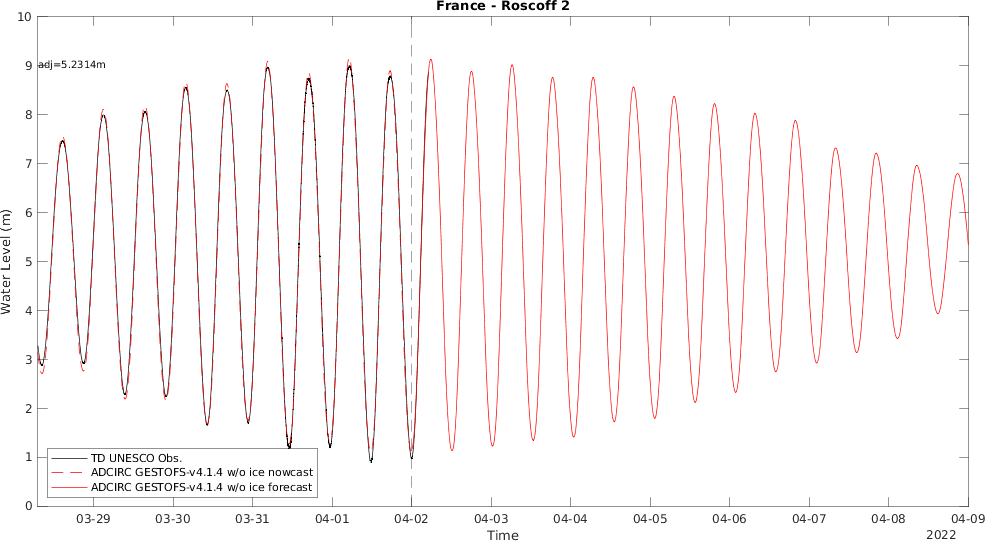 France - Roscoff 2
10
9
8
7
6
5
4
3
2
1
0
Water Level (m)
adj=5.2314m
TD UNESCO Obs.
ADCIRC GESTOFS-v4.1.4 w/o ice nowcast
ADCIRC GESTOFS-v4.1.4 w/o ice forecast
03-29 03-30 03-31 04-01 04-02 04-03 04-04 04-05 04-06 04-07 04-08 04-09
Time
2022